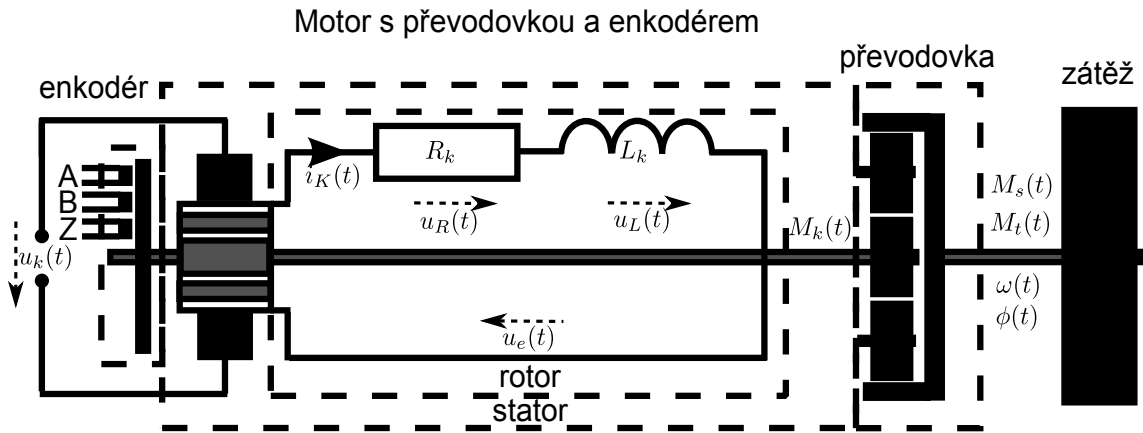 Motor s převodovkou a enkodérem
převodovka
enkodér
zátěž
R_k
L_k
i_K(t)
A
B
Z
u_R(t)
u_L(t)
M_s(t)
M_k(t)
M_t(t)
u_k(t)
ω(t)
ϕ(t)
u_e(t)
rotor
stator